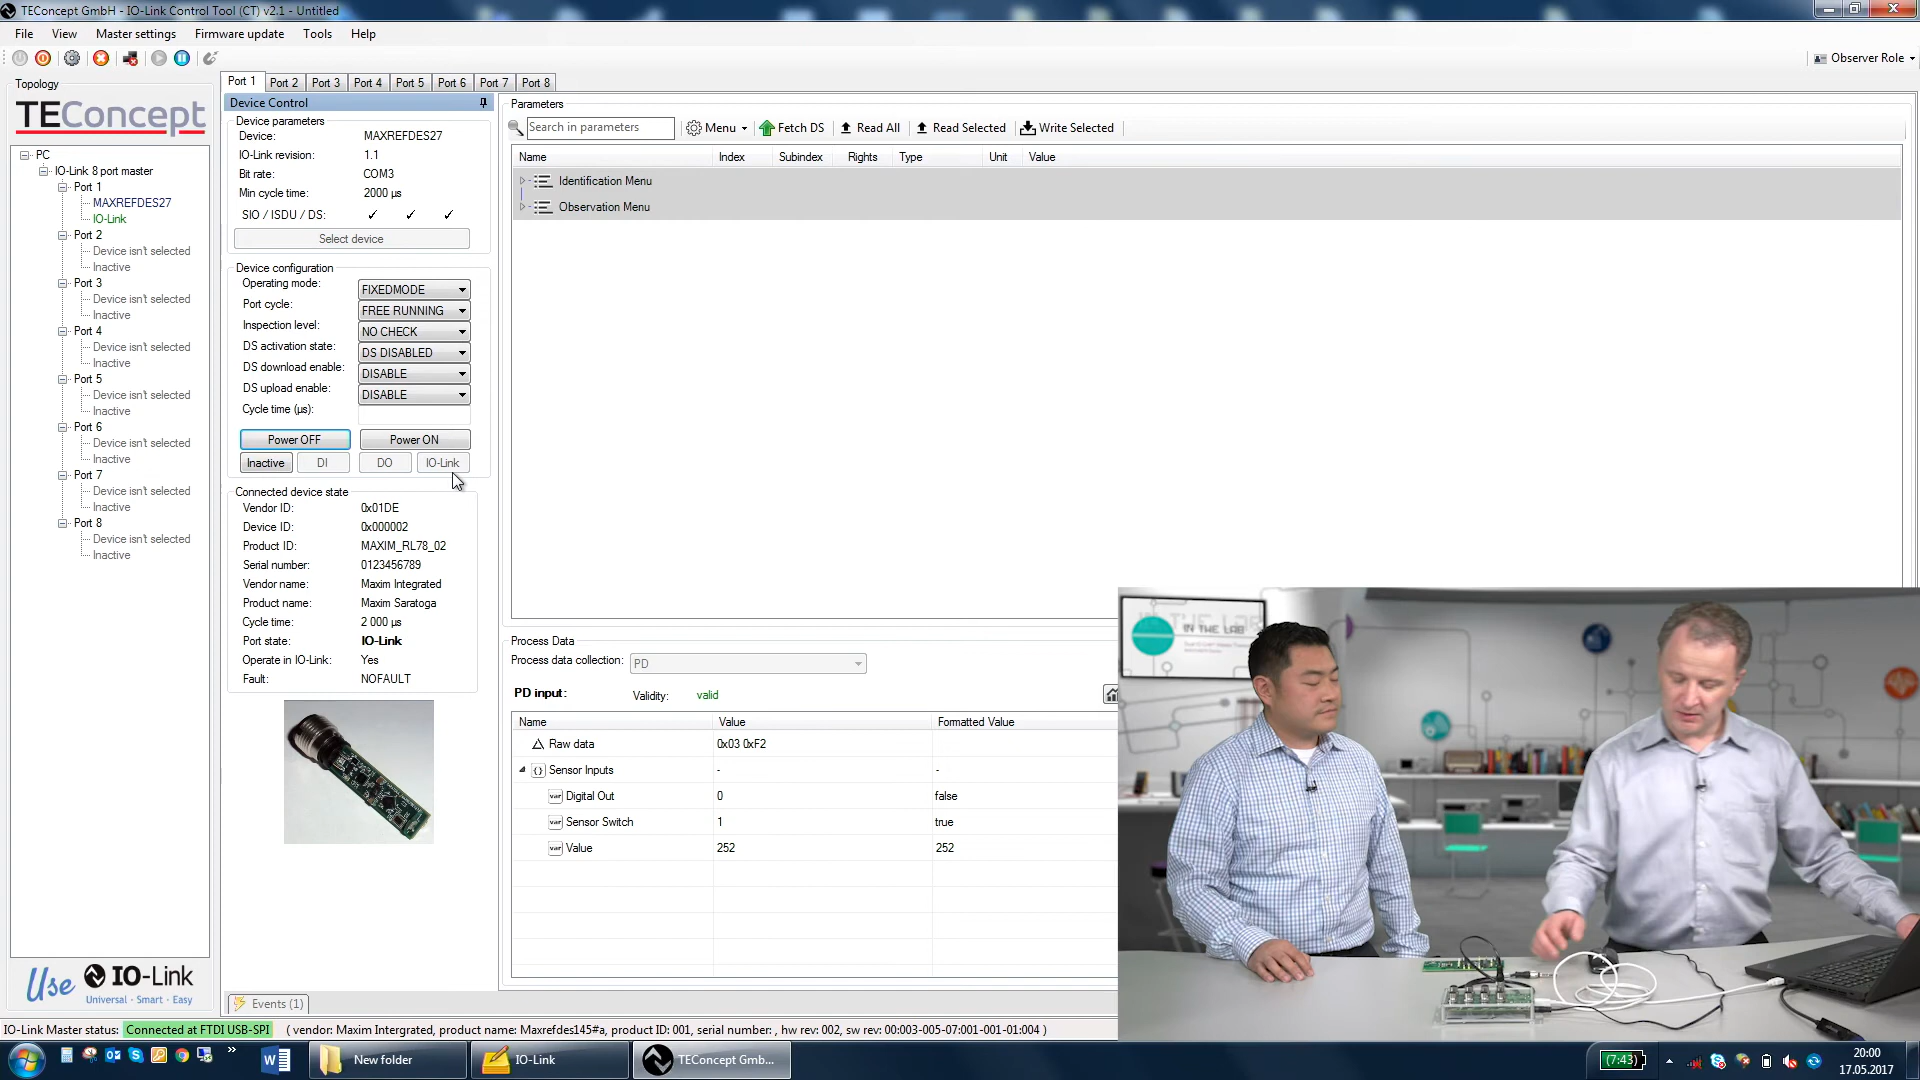 TEConcept GmbH - IO-Link Control Tool (CT) v2.1 - Untitled
File View Master settings Firmware update Tools Help
Observer Role
Topology
TEConcept
PC
IO-Link 8 port master
Port 1
MAXREFDES27
IO-Link
Port 2
Device isn't selected
Inactive
Port 3
Device isn't selected
Inactive
Port 4
Device isn't selected
Inactive
Port 5
Device isn't selected
Inactive
Port 6
Device isn't selected
Inactive
Port 7
Device isn't selected
Inactive
Port 8
Device isn't selected
Inactive
Use IO-Link
Universal - Smart - Easy
Port 1 Port 2 Port 3 Port 4 Port 5 Port 6 Port 7 Port 8
Device Control
Device parameters
Device: MAXREFDES27
IO-Link revision: 1.1
Bit rate: COM3
Min cycle time: 2000 µs
SIO / ISDU / DS: ✓ ✓ ✓
Select device
Device configuration
Operating mode: FIXEDMODE
Port cycle: FREE RUNNING
Inspection level: NO CHECK
DS activation state: DS DISABLED
DS download enable: DISABLE
DS upload enable: DISABLE
Cycle time (µs):
Power OFF Power ON
Inactive DI DO IO-Link
Connected device state
Vendor ID: 0x01DE
Device ID: 0x000002
Product ID: MAXIM_RL78_02
Serial number: 0123456789
Vendor name: Maxim Integrated
Product name: Maxim Saratoga
Cycle time: 2 000 µs
Port state: IO-Link
Operate in IO-Link: Yes
Fault: NOFAULT
Events (1)
Parameters
Search in parameters Menu Fetch DS Read All Read Selected Write Selected
Name Index Subindex Rights Type Unit Value
Identification Menu
Observation Menu
Process Data
Process data collection: PD
PD input: Validity: valid
Name Value Formatted Value
Raw data 0x03 0xF2
Sensor Inputs - -
Digital Out 0 false
Sensor Switch 1 true
Value 252 252
IN THE LAB
IO-Link Master status: Connected at FTDI USB-SPI ( vendor: Maxim Intergrated, product name: Maxrefdes145#a, product ID: 001, serial number: , hw rev: 002, sw rev: 00:003-005-07:001-001-01:004 )
New folder IO-Link TEConcept Gmb...
(7:43)
20:00
17.05.2017